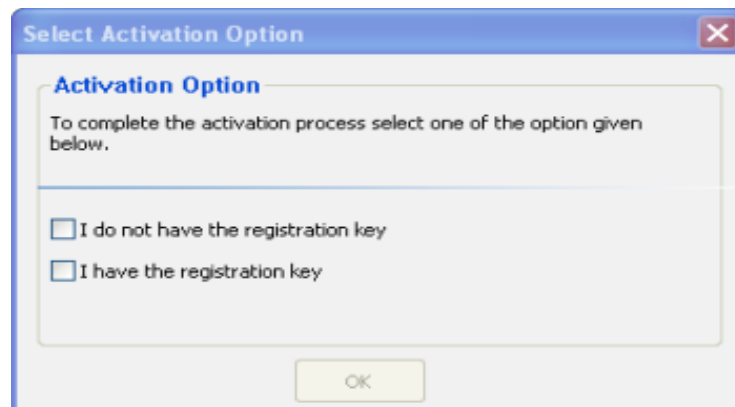 Select Activation Option
Activation Option
To complete the activation process select one of the option given
below.
I do not have the registration key
I have the registration key
OK